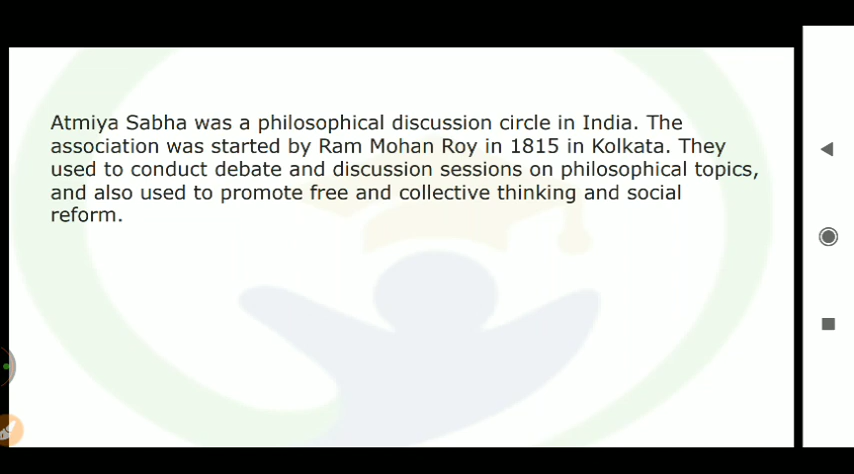 Atmiya Sabha was a philosophical discussion circle in India. The
association was started by Ram Mohan Roy in 1815 in Kolkata. They
used to conduct debate and discussion sessions on philosophical topics,
and also used to promote free and collective thinking and social
reform.